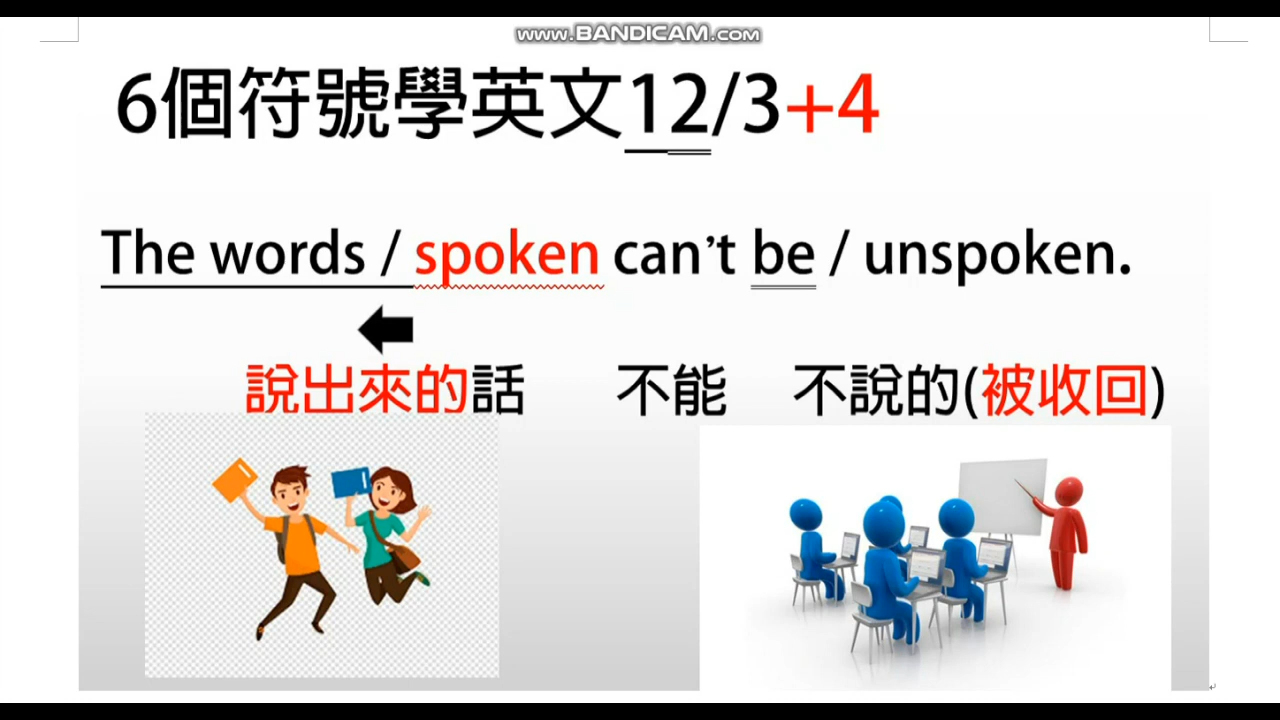 www.BANDICAM.com
6個符號學英文12/3+4
The words / spoken can't be / unspoken.
說出來的話 不能 不說的(被收回)